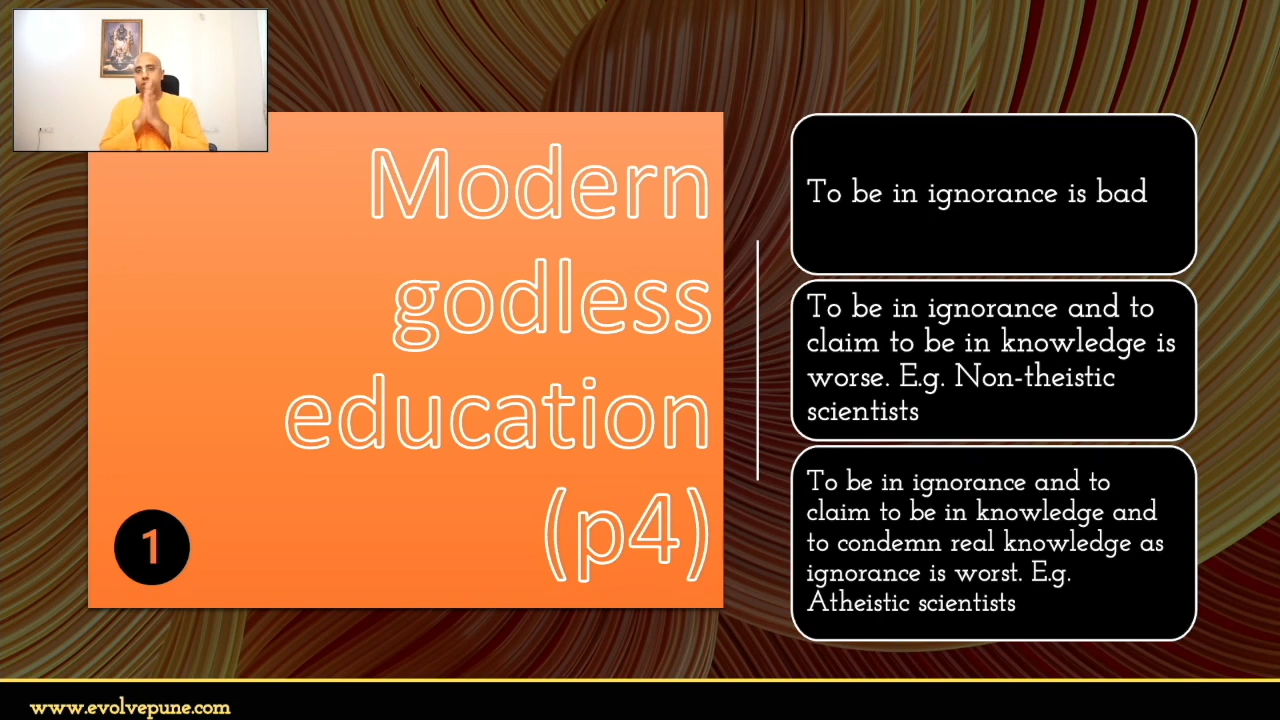 Modern
godless
education
(p4)
1
To be in ignorance is bad
To be in ignorance and to
claim to be in knowledge is
worse. E.g. Non-theistic
scientists
To be in ignorance and to
claim to be in knowledge and
to condemn real knowledge as
ignorance is worst. E.g.
Atheistic scientists
www.evolvepune.com